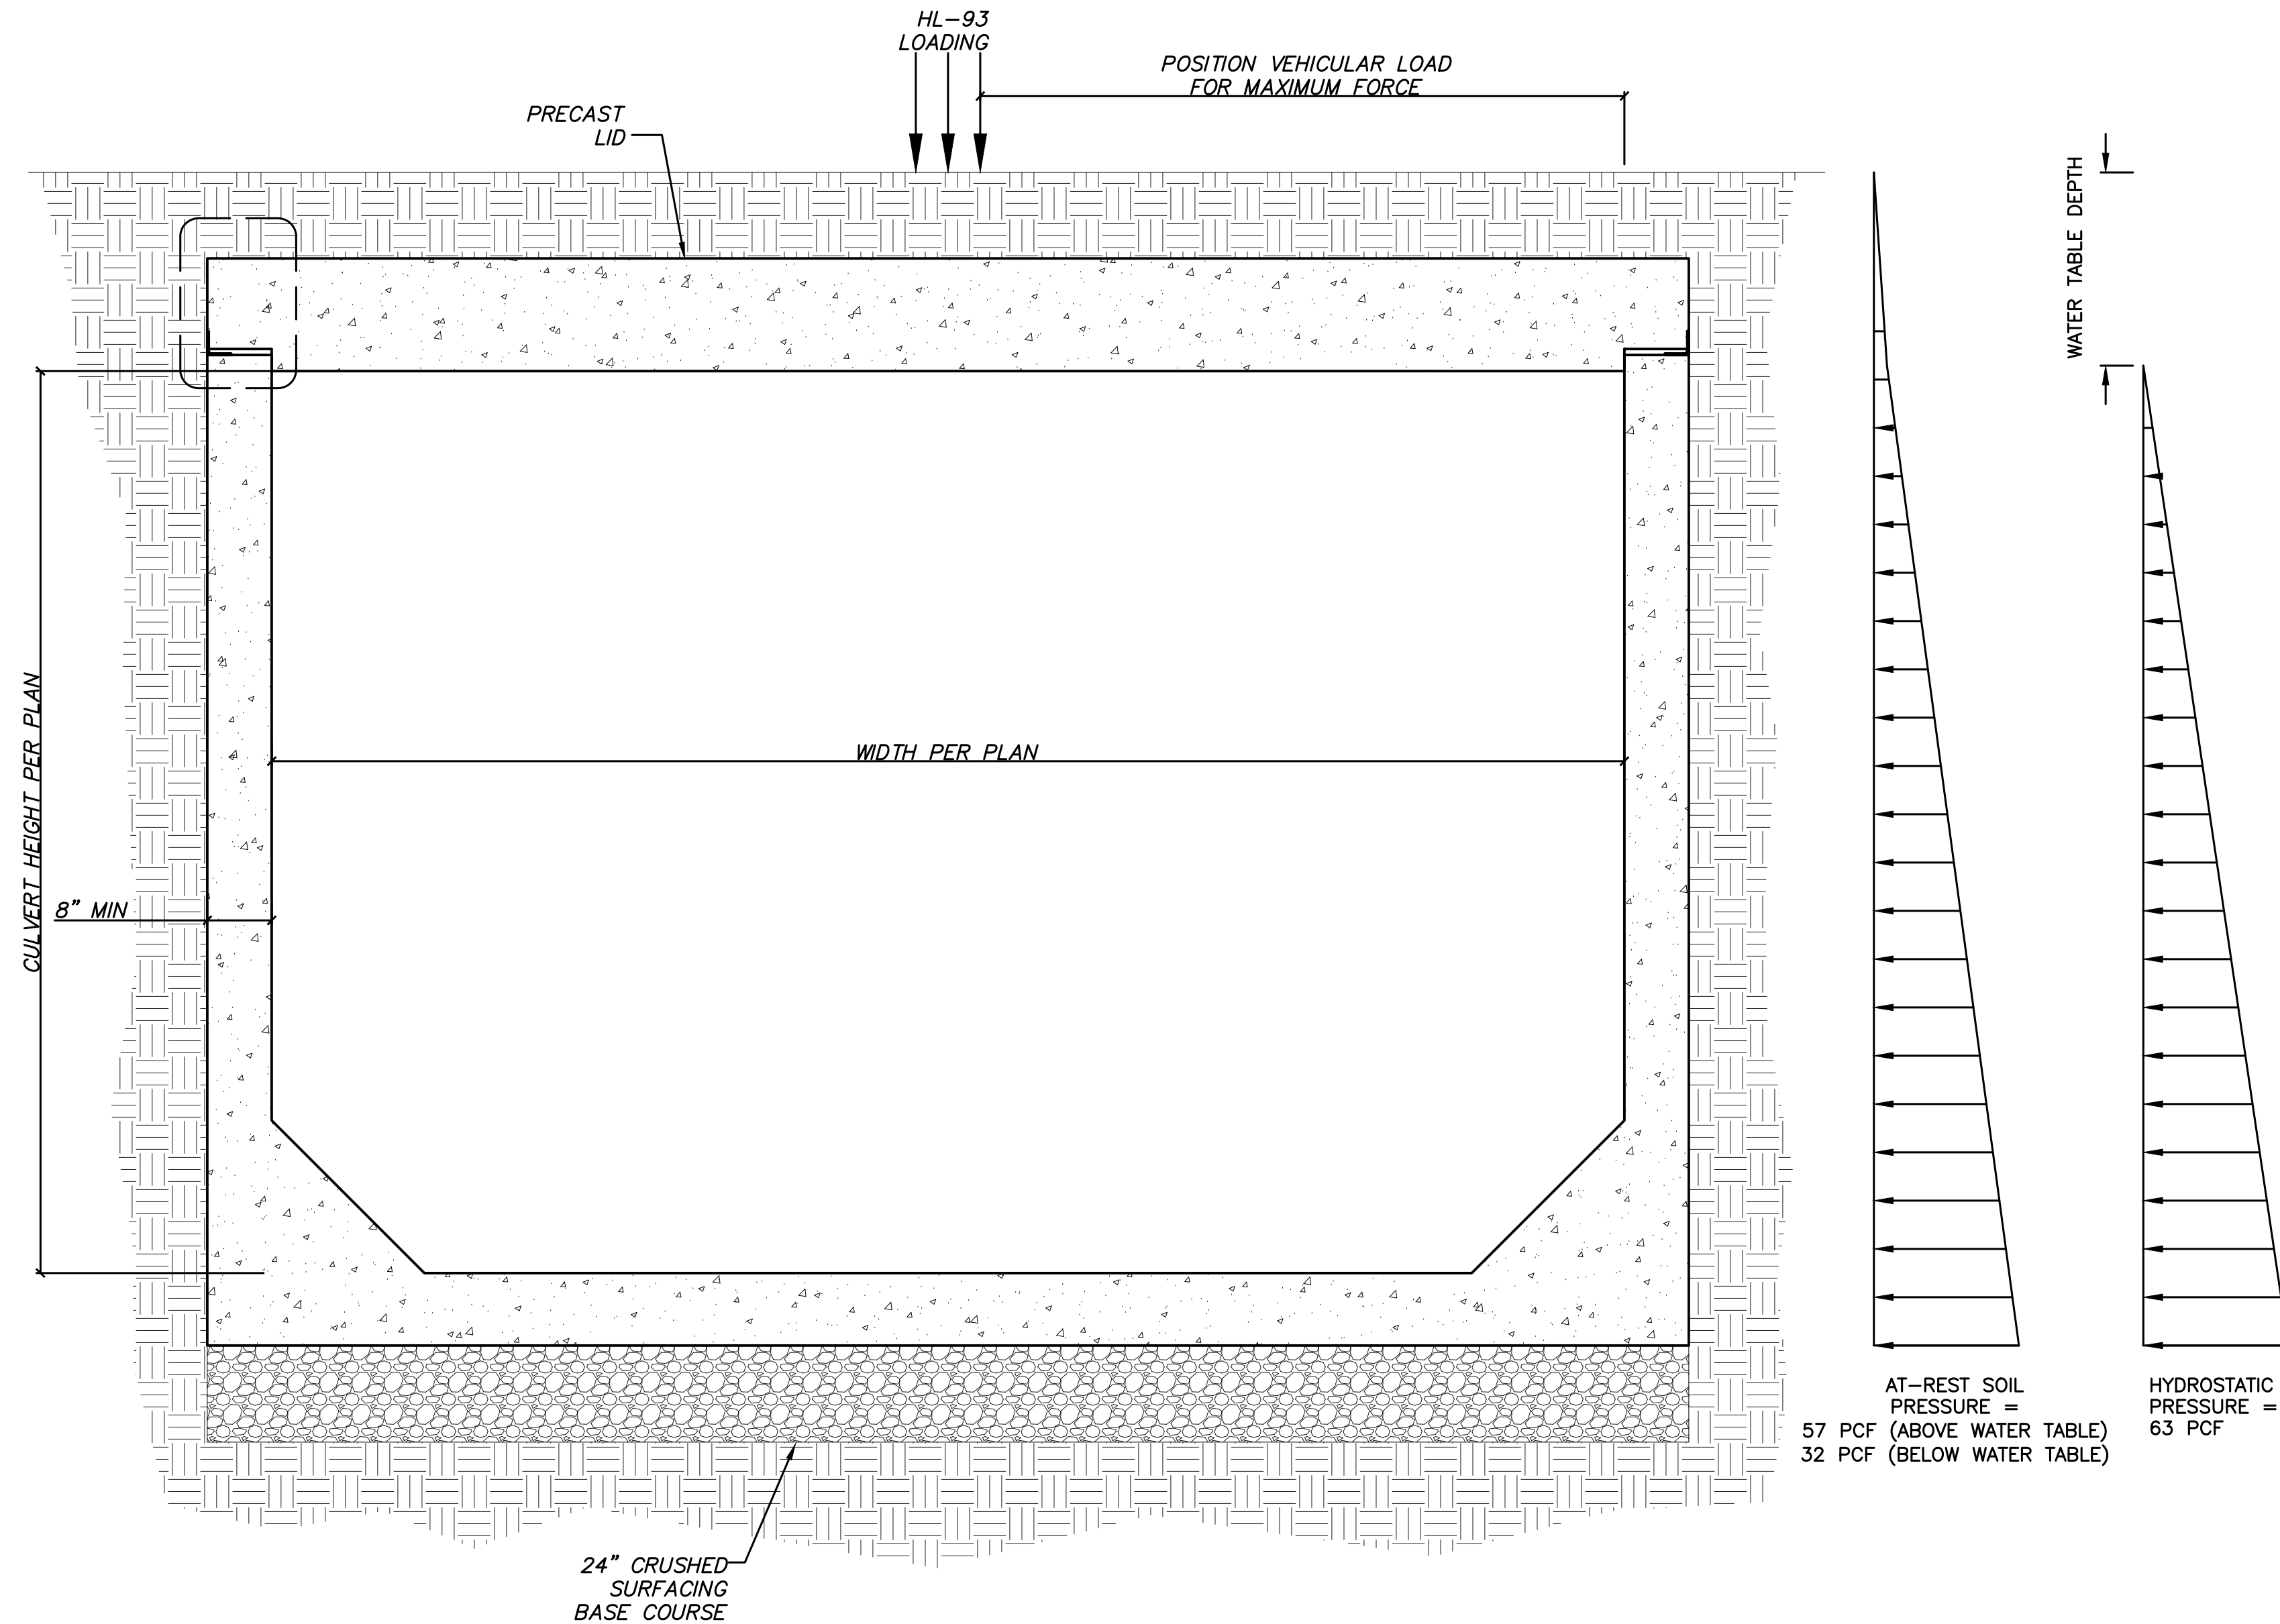 HL-93
LOADING
POSITION VEHICULAR LOAD
FOR MAXIMUM FORCE
PRECAST
LID
WATER TABLE DEPTH
CULVERT HEIGHT PER PLAN
WIDTH PER PLAN
8" MIN
AT-REST SOIL
PRESSURE =
57 PCF (ABOVE WATER TABLE)
32 PCF (BELOW WATER TABLE)
HYDROSTATIC
PRESSURE =
63 PCF
24" CRUSHED
SURFACING
BASE COURSE